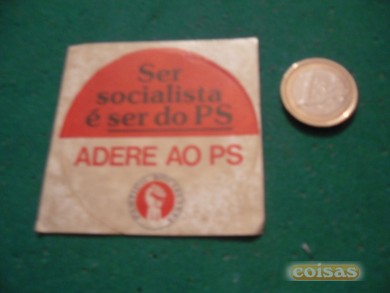 Ser
socialista
é ser do PS
ADERE AO PS
coisas